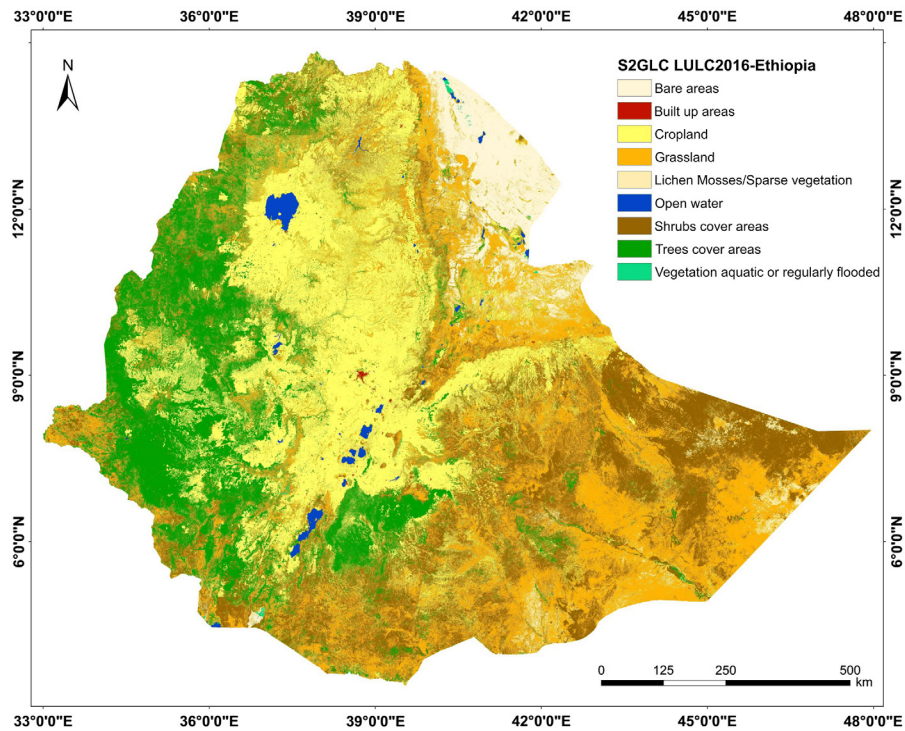 33°0'0"E 36°0'0"E 39°0'0"E 42°0'0"E 45°0'0"E 48°0'0"E
N
S2GLC LULC2016-Ethiopia
Bare areas
Built up areas
Cropland
Grassland
Lichen Mosses/Sparse vegetation
Open water
Shrubs cover areas
Trees cover areas
Vegetation aquatic or regularly flooded
12°0'0"N 12°0'0"N
9°0'0"N 9°0'0"N
6°0'0"N 6°0'0"N
0 125 250 500
km
33°0'0"E 36°0'0"E 39°0'0"E 42°0'0"E 45°0'0"E 48°0'0"E